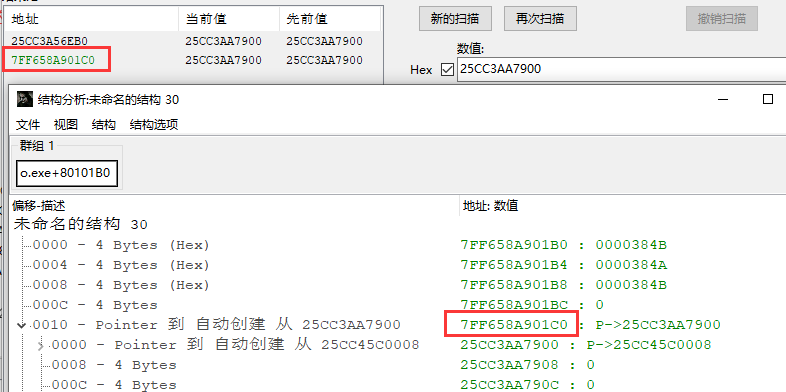 地址 当前值 先前值
25CC3A56EB0 25CC3AA7900 25CC3AA7900
7FF658A901C0 25CC3AA7900 25CC3AA7900
新的扫描 再次扫描 撤销扫描
数值:
Hex 25CC3AA7900
结构分析:未命名的结构 30
文件 视图 结构 结构选项
群组 1
o.exe+80101B0
偏移-描述 地址: 数值
未命名的结构 30
0000 - 4 Bytes (Hex) 7FF658A901B0 : 0000384B
0004 - 4 Bytes (Hex) 7FF658A901B4 : 0000384A
0008 - 4 Bytes (Hex) 7FF658A901B8 : 0000384B
000C - 4 Bytes 7FF658A901BC : 0
0010 - Pointer 到 自动创建 从 25CC3AA7900 7FF658A901C0 : P->25CC3AA7900
0000 - Pointer 到 自动创建 从 25CC45C0008 25CC3AA7900 : P->25CC45C0008
0008 - 4 Bytes 25CC3AA7908 : 0
000C - 4 Bytes 25CC3AA790C : 0